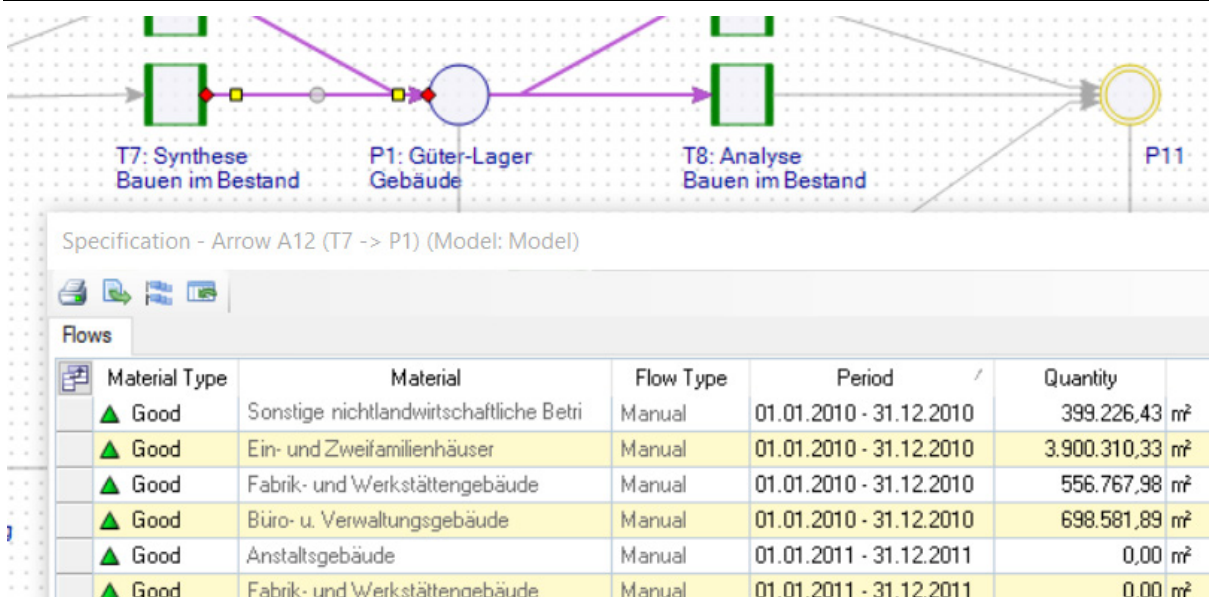 T7: Synthese
Bauen im Bestand
P1: Güter-Lager
Gebäude
T8: Analyse
Bauen im Bestand
P11
Specification - Arrow A12 (T7 -> P1) (Model: Model)
Flows
Material Type Material Flow Type Period Quantity
Good Sonstige nichtlandwirtschaftliche Betri Manual 01.01.2010 - 31.12.2010 399.226,43 m²
Good Ein- und Zweifamilienhäuser Manual 01.01.2010 - 31.12.2010 3.900.310,33 m²
Good Fabrik- und Werkstättengebäude Manual 01.01.2010 - 31.12.2010 556.767,98 m²
Good Büro- u. Verwaltungsgebäude Manual 01.01.2010 - 31.12.2010 698.581,89 m²
Good Anstaltsgebäude Manual 01.01.2011 - 31.12.2011 0,00 m²
Good Fabrik- und Werkstättengebäude Manual 01.01.2011 - 31.12.2011 0,00 m²